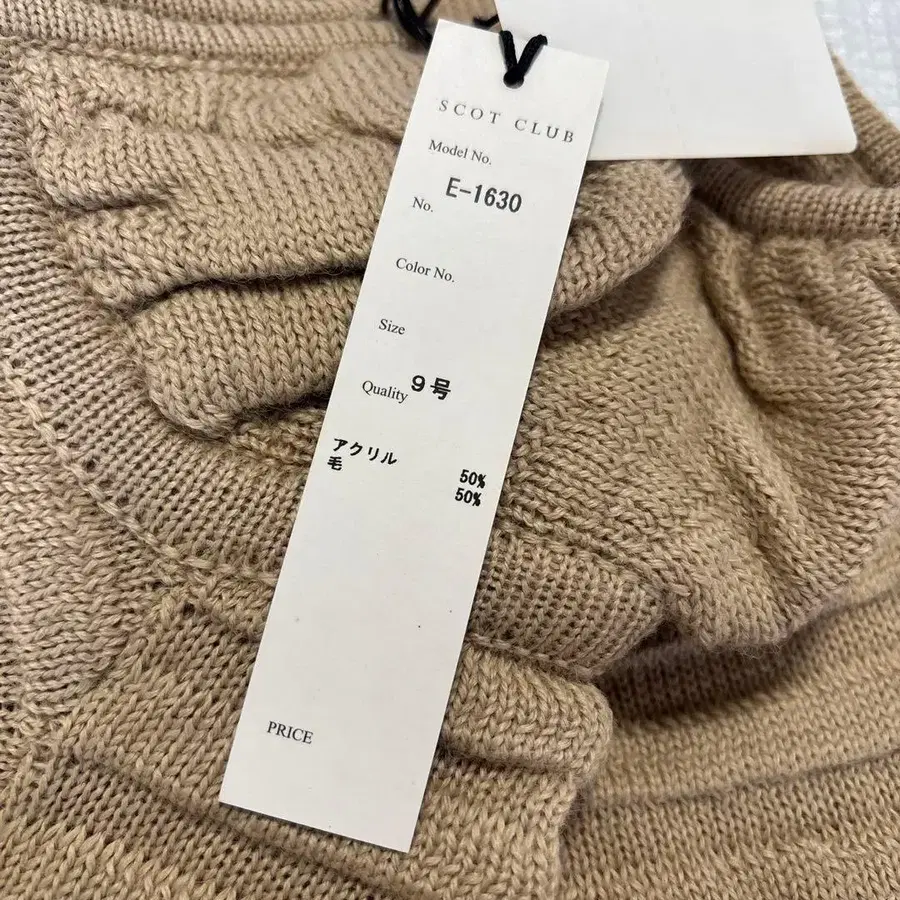 SCOT CLUB
Model No.
E-1630
No.
Color No.
Size
9号
Quality
アクリル 50%
毛 50%
PRICE